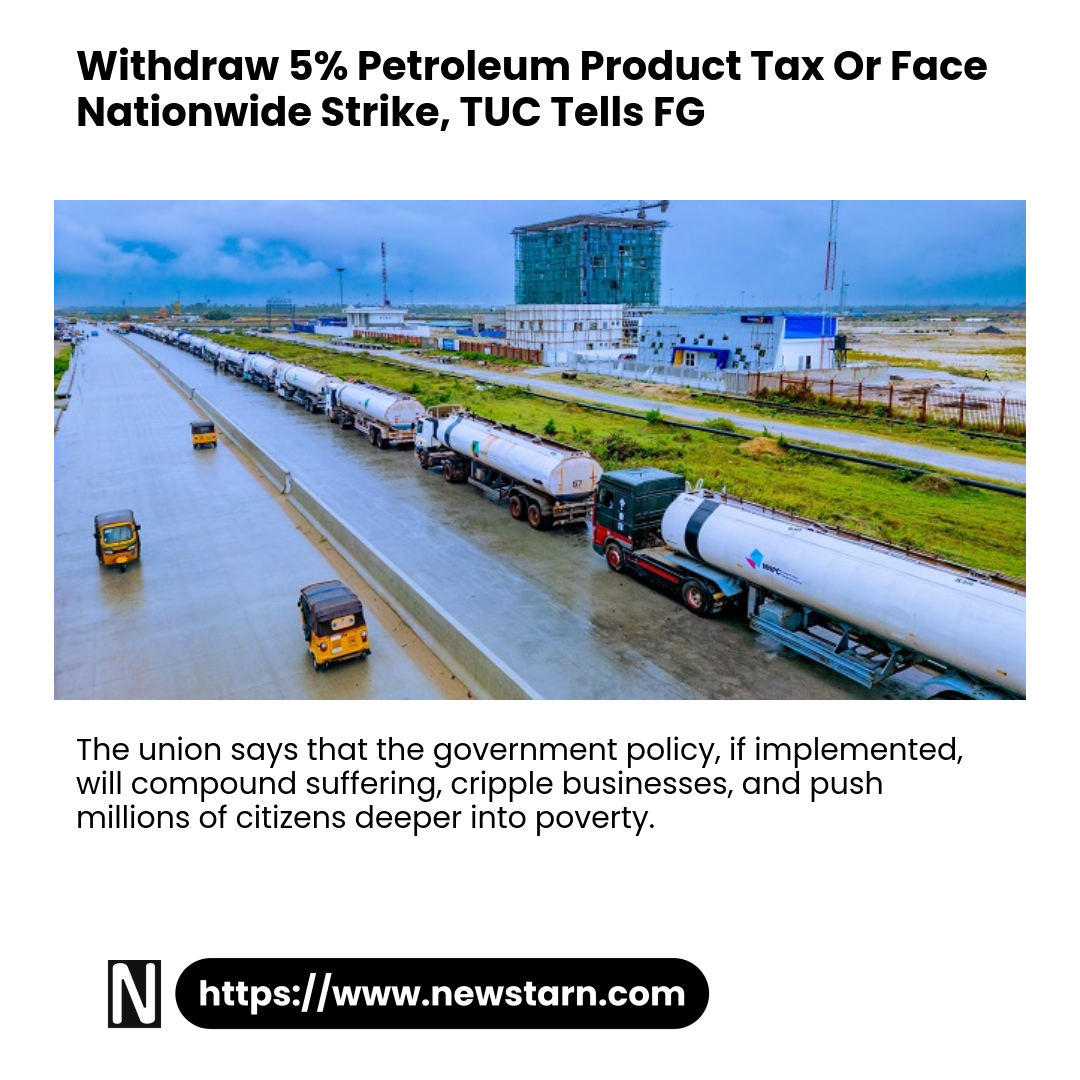 Withdraw 5% Petroleum Product Tax Or Face
Nationwide Strike, TUC Tells FG
57
NNPC
The union says that the government policy, if implemented,
will compound suffering, cripple businesses, and push
millions of citizens deeper into poverty.
N
https://www.newstarn.com